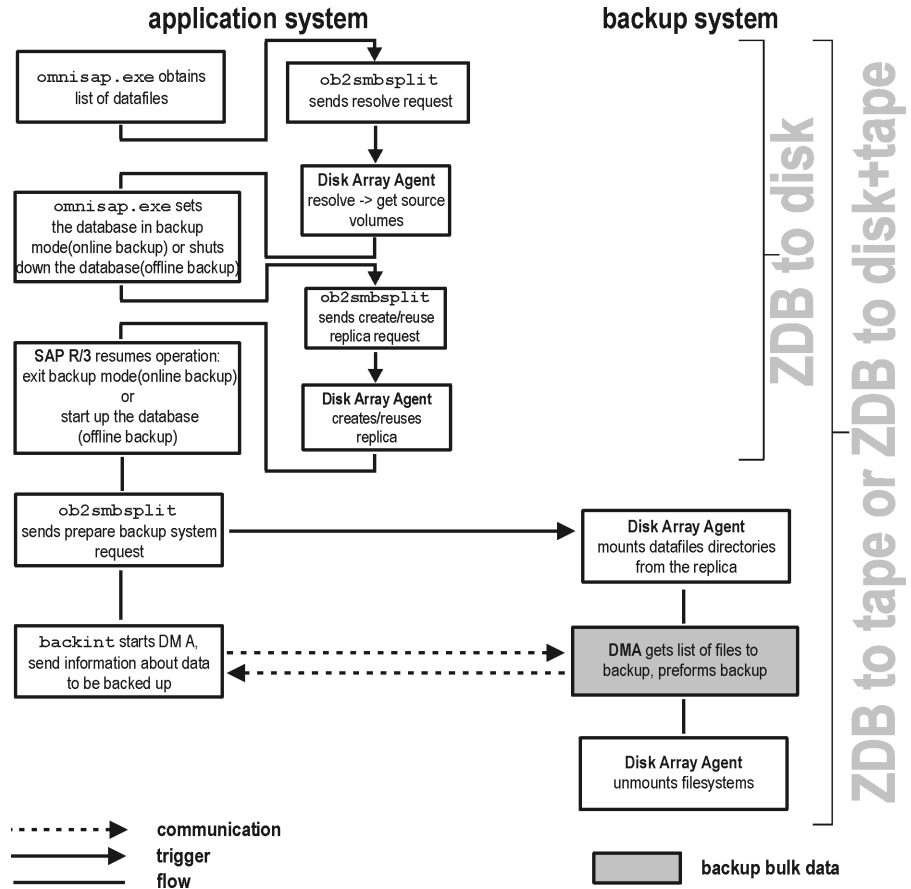 application system
backup system
omnisap.exe obtains
list of datafiles
ob2smbsplit
sends resolve request
Disk Array Agent
resolve -> get source
volumes
omnisap.exe sets
the database in backup
mode(online backup) or shuts
down the database(offline backup)
ob2smbsplit
sends create/reuse
replica request
SAP R/3 resumes operation:
exit backup mode(online backup)
or
start up the database
(offline backup)
Disk Array Agent
creates/reuses
replica
ob2smbsplit
sends prepare backup system
request
Disk Array Agent
mounts datafiles directories
from the replica
backint starts DM A,
send information about data
to be backed up
DMA gets list of files to
backup, preforms backup
Disk Array Agent
unmounts filesystems
ZDB to disk
ZDB to tape or ZDB to disk+tape
communication
trigger
flow
backup bulk data